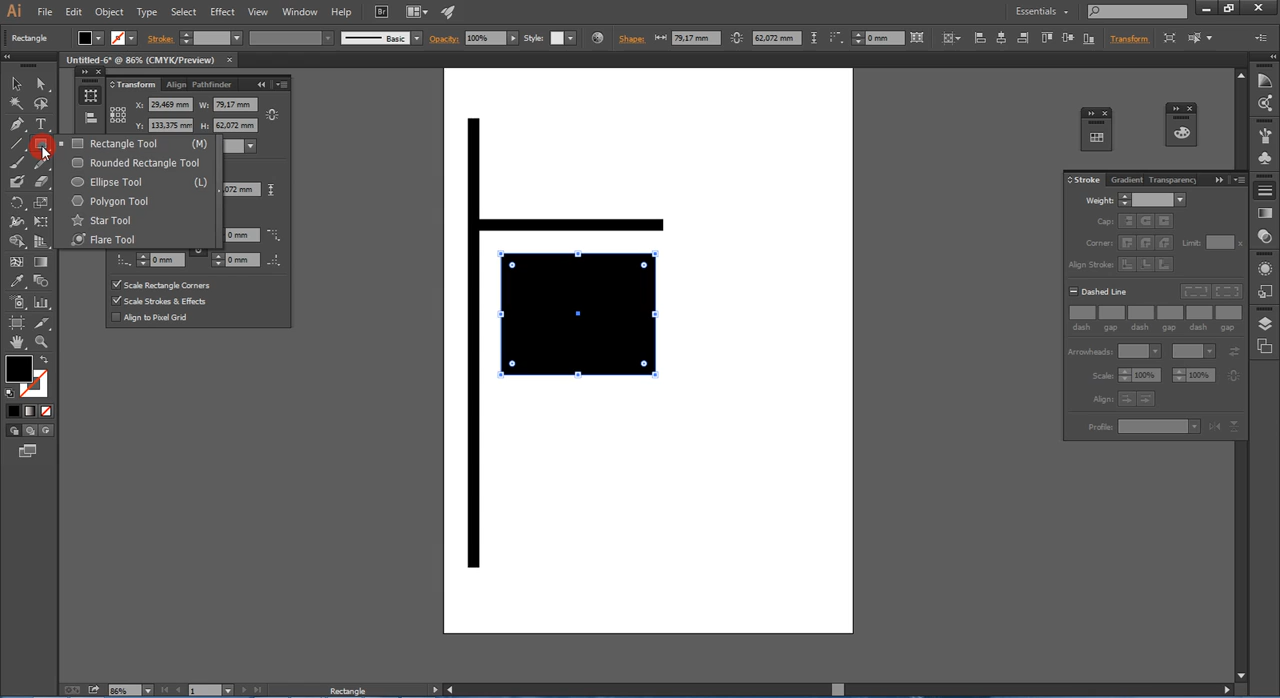 Ai File Edit Object Type Select Effect View Window Help Br Essentials
Rectangle Stroke: Basic Opacity: 100% Style: Shape: 79,17 mm 62,072 mm 0 mm Transform
Untitled-6* @ 86% (CMYK/Preview) ×
Transform Align Pathfinder
X: 29,469 mm W: 79,17 mm
Y: 133,375 mm H: 62,072 mm
Rectangle Tool (M)
Rounded Rectangle Tool
Ellipse Tool (L)
Polygon Tool
Star Tool
Flare Tool
,072 mm
0 mm
0 mm 0 mm
Scale Rectangle Corners
Scale Strokes & Effects
Align to Pixel Grid
Stroke Gradient Transparency
Weight:
Cap:
Corner: Limit: x
Align Stroke:
Dashed Line
dash gap dash gap dash gap
Arrowheads:
Scale: 100% 100%
Align:
Profile:
86% 1 Rectangle